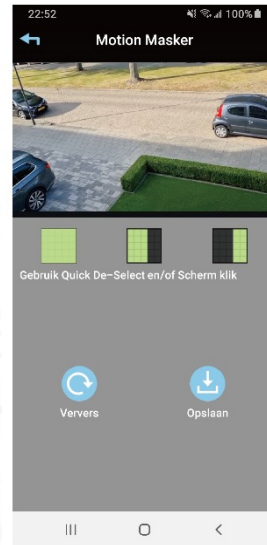 22:52 100%
Motion Masker
Gebruik Quick De-Select en/of Scherm klik
Ververs Opslaan